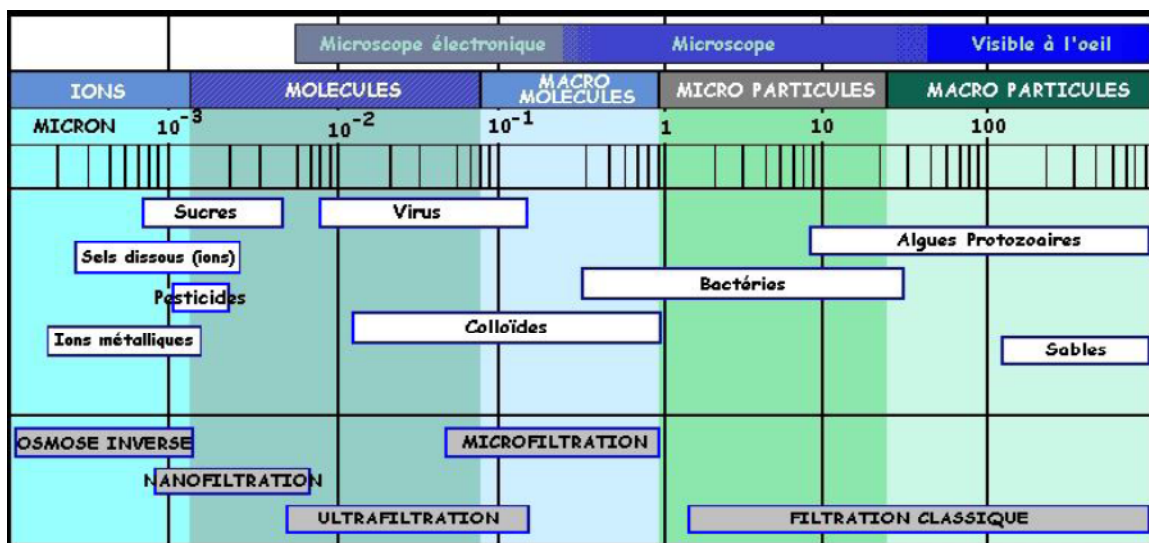 Microscope électronique Microscope Visible à l'oeil
IONS MOLECULES MACRO MOLECULES MICRO PARTICULES MACRO PARTICULES
MICRON 10⁻³ 10⁻² 10⁻¹ 1 10 100
Sucres Virus
Algues Protozoaires
Sels dissous (ions)
Bactéries
Pesticides
Colloïdes
Ions métalliques
Sables
OSMOSE INVERSE MICROFILTRATION
NANOFILTRATION
ULTRAFILTRATION FILTRATION CLASSIQUE